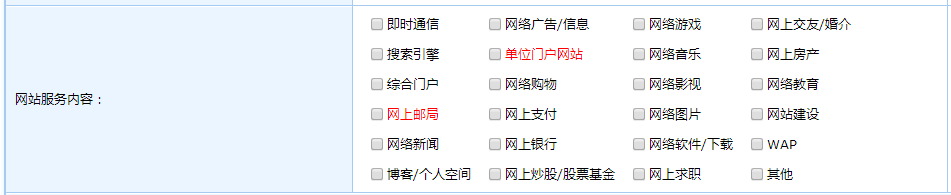 即时通信 网络广告/信息 网络游戏 网上交友/婚介
搜索引擎 单位门户网站 网络音乐 网上房产
综合门户 网络购物 网络影视 网络教育
网站服务内容：
网上邮局 网上支付 网络图片 网站建设
网络新闻 网上银行 网络软件/下载 WAP
博客/个人空间 网上炒股/股票基金 网上求职 其他